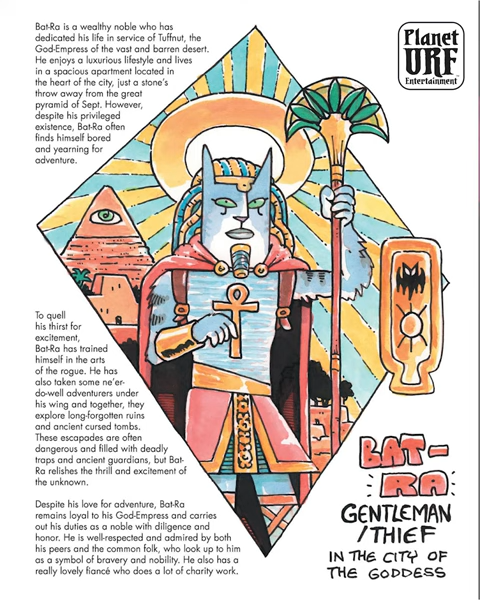 Bat-Ra is a wealthy noble who has
dedicated his life in service of Tuffnut, the
God-Empress of the vast and barren desert.
He enjoys a luxurious lifestyle and lives
in a spacious apartment located in
the heart of the city, just a stone's
throw away from the great
pyramid of Sept. However,
despite his privileged
existence, Bat-Ra often
finds himself bored
and yearning for
adventure.
Planet
URF
Entertainment
To quell
his thirst for
excitement,
Bat-Ra has trained
himself in the arts
of the rogue. He has
also taken some ne'er-
do-well adventurers under
his wing and together, they
explore long-forgotten ruins
and ancient cursed tombs.
These escapades are often
dangerous and filled with deadly
traps and ancient guardians, but Bat-
Ra relishes the thrill and excitement of
the unknown.
Despite his love for adventure, Bat-Ra
remains loyal to his God-Empress and carries
out his duties as a noble with diligence and
honor. He is well-respected and admired by both
his peers and the common folk, who look up to him
as a symbol of bravery and nobility. He also has a
really lovely fiancé who does a lot of charity work.
BAT-
RA
GENTLEMAN
/THIEF
IN THE CITY OF
THE GODDESS